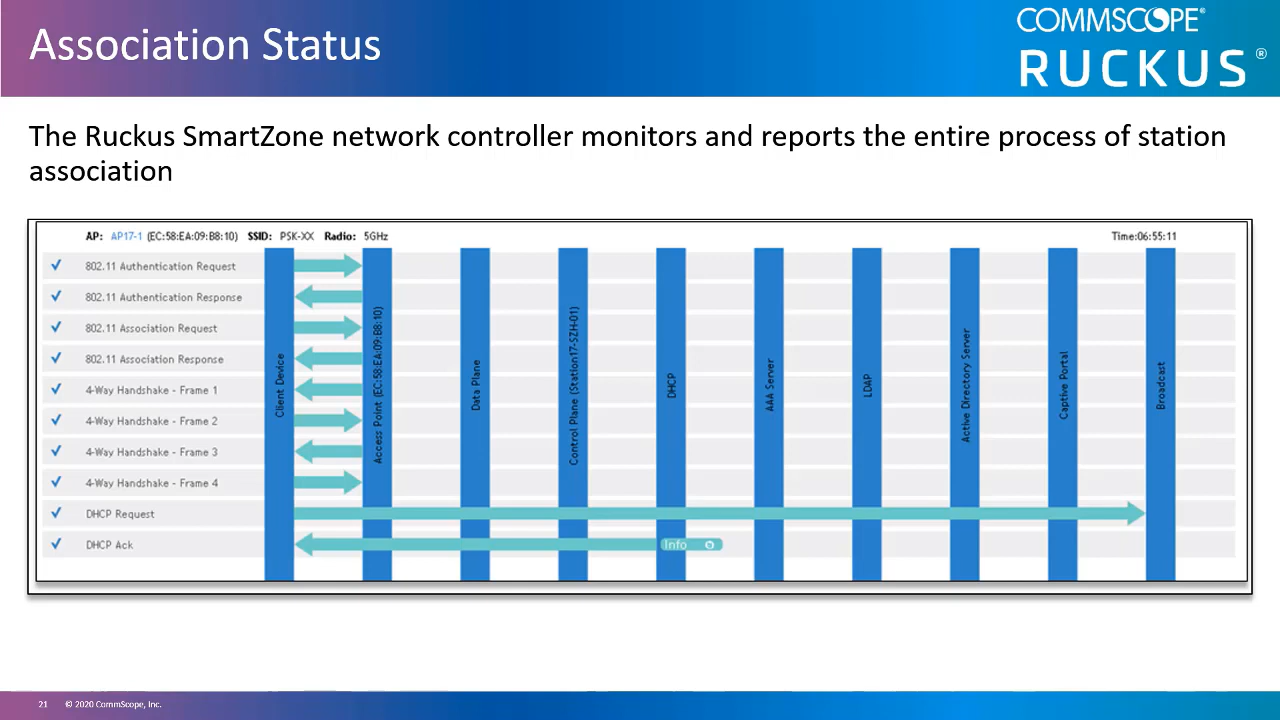 Association Status
COMMSCOPE®
RUCKUS®
The Ruckus SmartZone network controller monitors and reports the entire process of station
association
AP: AP17-1 (EC:58:EA:09:B8:10) SSID: PSK-XX Radio: 5GHz
Time:06:55:11
802.11 Authentication Request
802.11 Authentication Response
802.11 Association Request
802.11 Association Response
4-Way Handshake - Frame 1
4-Way Handshake - Frame 2
4-Way Handshake - Frame 3
4-Way Handshake - Frame 4
DHCP Request
DHCP Ack
Client Device
Access Point (EC:58:EA:09:B8:10)
Data Plane
Control Plane (Station17-SZH-01)
DHCP
AAA Server
LDAP
Active Directory Server
Captive Portal
Broadcast
Info
21 © 2020 CommScope, Inc.